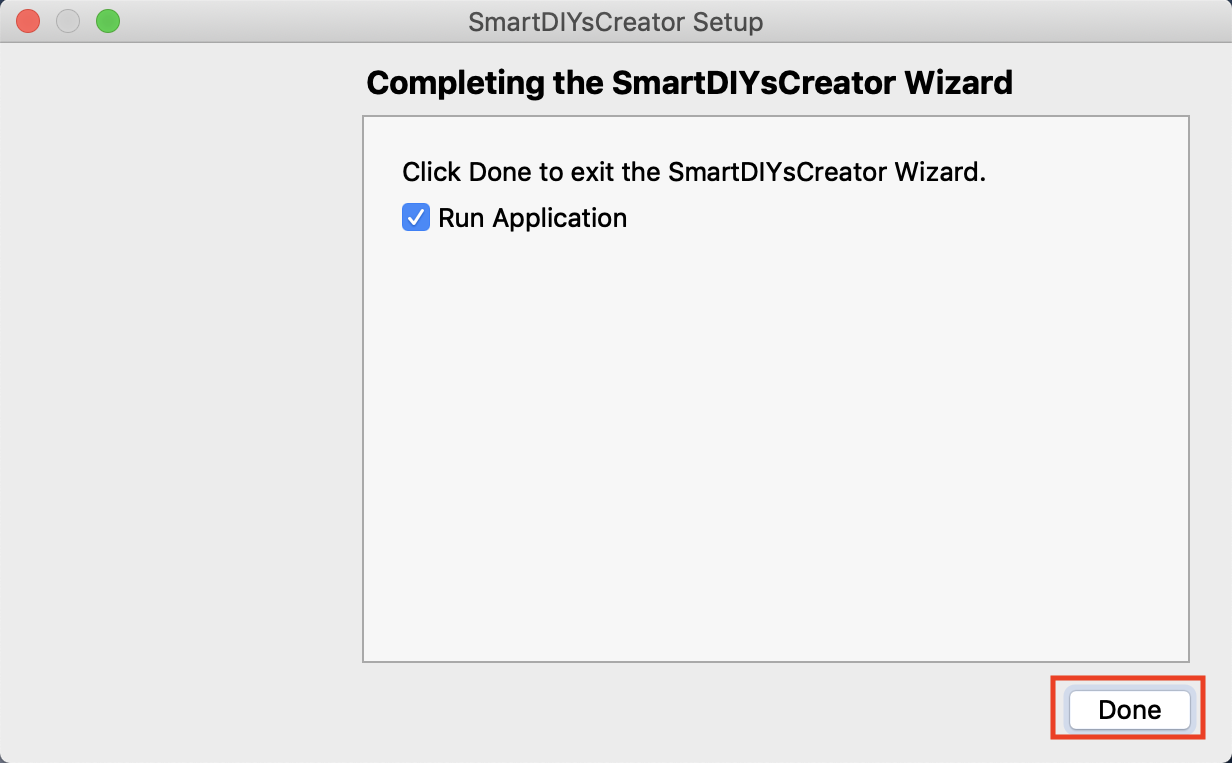 SmartDIYsCreator Setup
Completing the SmartDIYsCreator Wizard
Click Done to exit the SmartDIYsCreator Wizard.
Run Application
Done